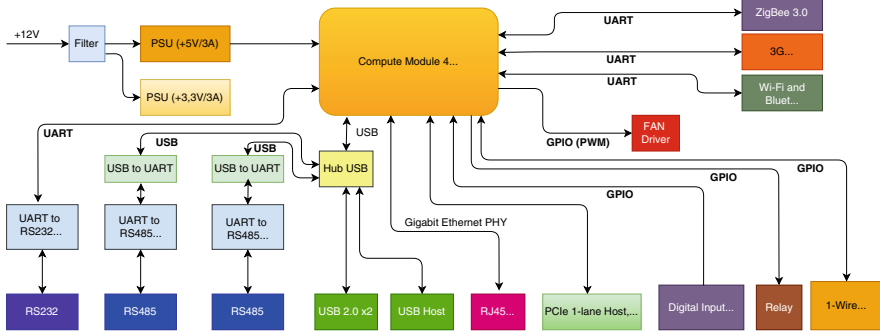 +12V
Filter
PSU (+5V/3A)
PSU (+3,3V/3A)
Compute Module 4...
UART
ZigBee 3.0
UART
3G...
UART
Wi-Fi and
Bluet...
GPIO (PWM)
FAN
Driver
UART
USB
USB
USB
USB to UART
USB to UART
Hub USB
GPIO
GPIO
GPIO
UART to
RS232...
UART to
RS485...
UART to
RS485...
Gigabit Ethernet PHY
RS232
RS485
RS485
USB 2.0 x2
USB Host
RJ45...
PCIe 1-lane Host,...
Digital Input...
Relay
1-Wire...